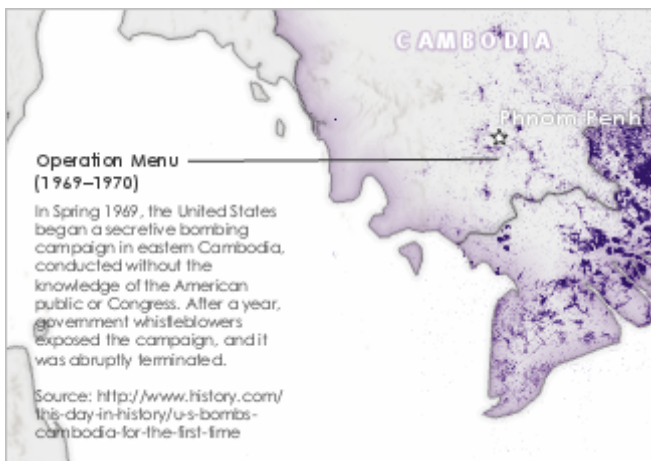 CAMBODIA
Phnom Penh
Operation Menu
(1969–1970)
In Spring 1969, the United States
began a secretive bombing
campaign in eastern Cambodia,
conducted without the
knowledge of the American
public or Congress. After a year,
government whistleblowers
exposed the campaign, and it
was abruptly terminated.
Source: http://www.history.com/
this-day-in-history/u-s-bombs-
cambodia-for-the-first-time